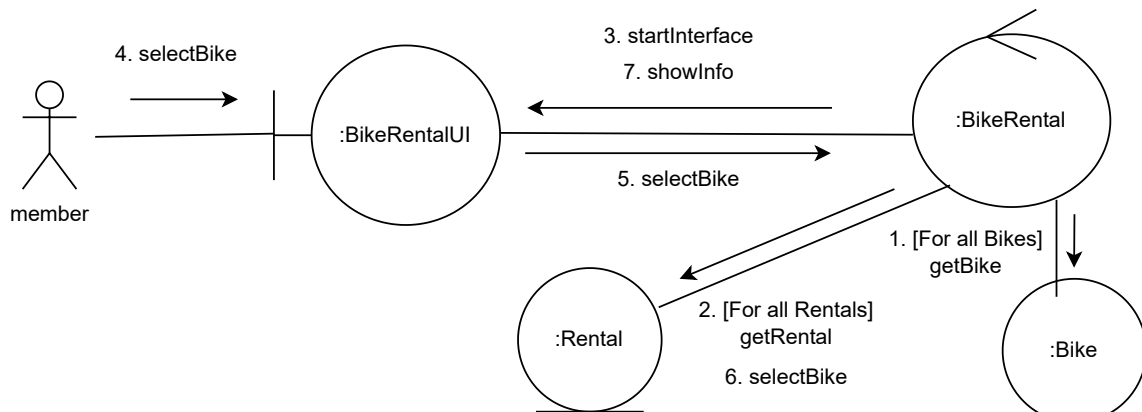 3. startInterface
4. selectBike
7. showInfo
:BikeRentalUI
:BikeRental
5. selectBike
member
1. [For all Bikes]
getBike
2. [For all Rentals]
getRental
:Rental
:Bike
6. selectBike